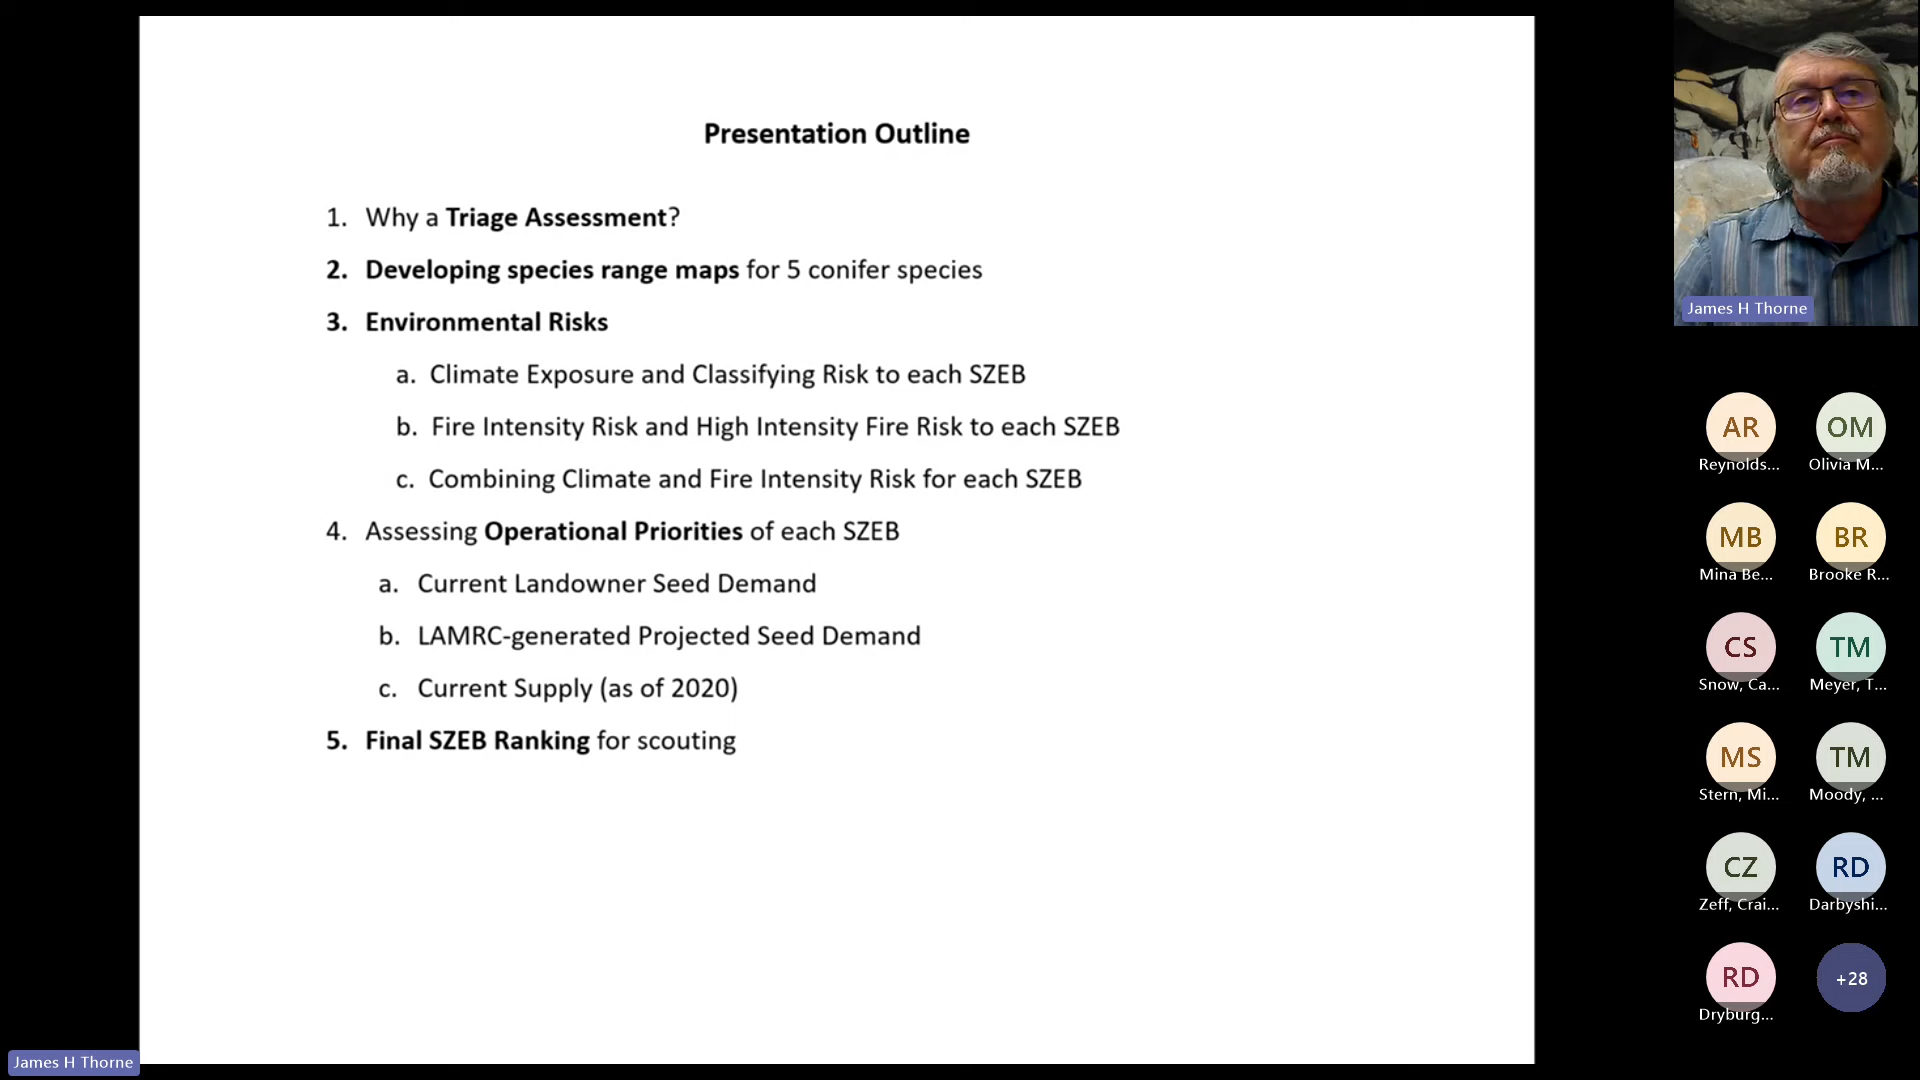 Presentation Outline
1. Why a Triage Assessment?
2. Developing species range maps for 5 conifer species
3. Environmental Risks
a. Climate Exposure and Classifying Risk to each SZEB
b. Fire Intensity Risk and High Intensity Fire Risk to each SZEB
c. Combining Climate and Fire Intensity Risk for each SZEB
4. Assessing Operational Priorities of each SZEB
a. Current Landowner Seed Demand
b. LAMRC-generated Projected Seed Demand
c. Current Supply (as of 2020)
5. Final SZEB Ranking for scouting
James H Thorne
James H Thorne
AR
OM
Reynolds...
Olivia M...
MB
BR
Mina Be...
Brooke R...
CS
TM
Snow, Ca...
Meyer, T...
MS
TM
Stern, Mi...
Moody, ...
CZ
RD
Zeff, Crai...
Darbyshi...
RD
+28
Dryburg...